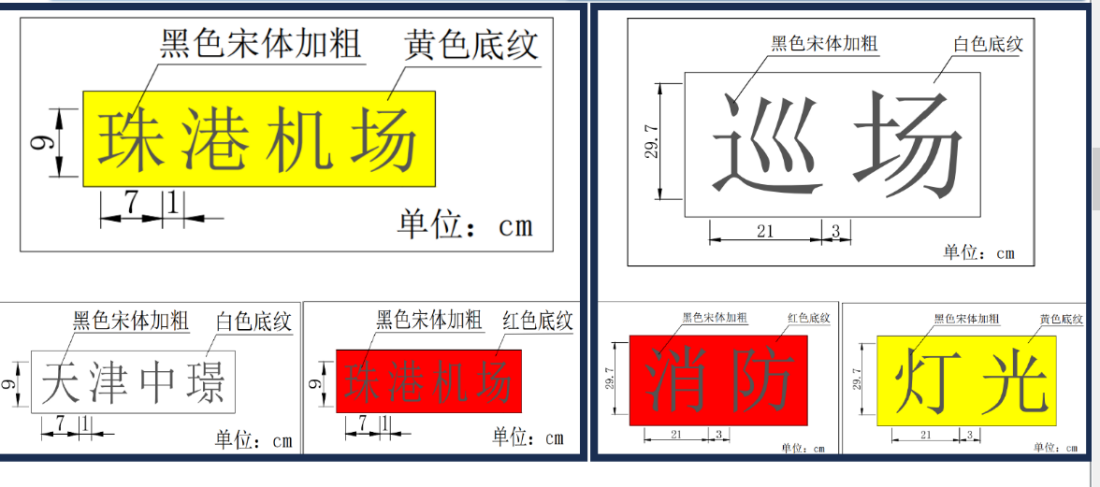 黑色宋体加粗 黄色底纹
珠港机场
9
7 1
单位：cm
黑色宋体加粗 白色底纹
巡场
29.7
21 3
单位：cm
黑色宋体加粗 白色底纹
天津中璟
9
7 1
单位：cm
黑色宋体加粗 红色底纹
珠港机场
9
7 1
单位：cm
黑色宋体加粗 红色底纹
消防
29.7
21 3
单位：cm
黑色宋体加粗 黄色底纹
灯光
29.7
21 3
单位：cm